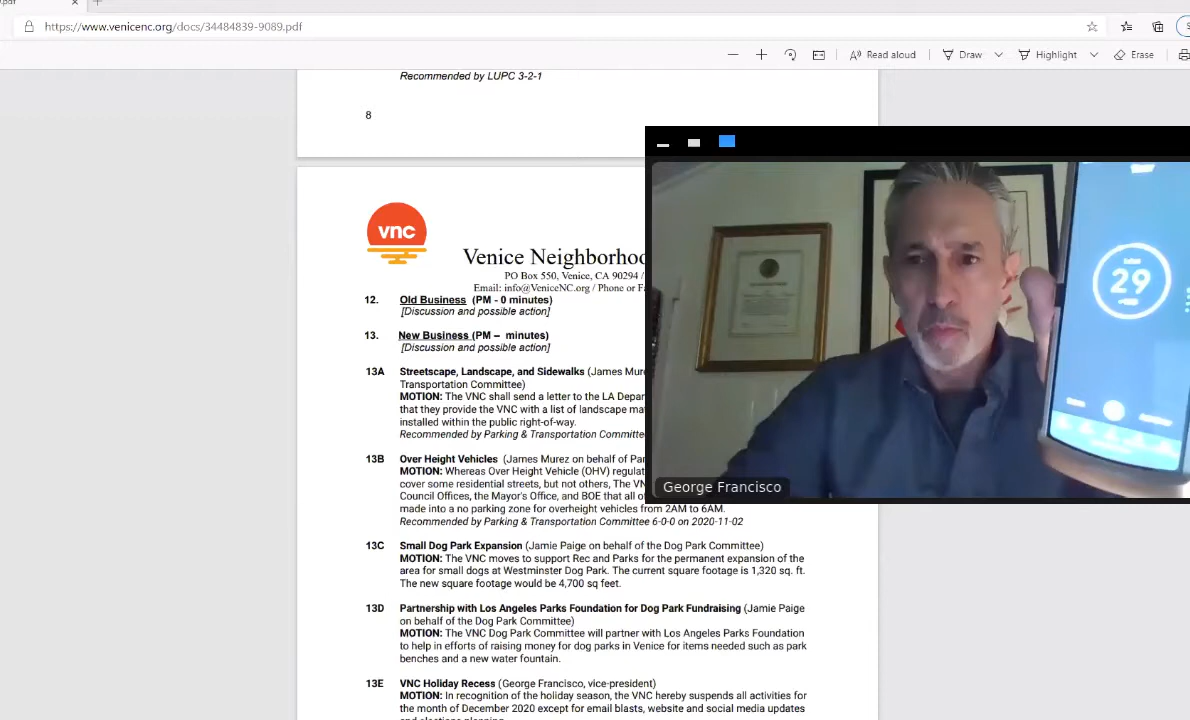 .pdf
https://www.venicenc.org/docs/34484839-9089.pdf
Read aloud
Draw
Highlight
Erase
Recommended by LUPC 3-2-1
8
vnc
Venice Neighborho
PO Box 550, Venice, CA 90294 /
Email: info@VeniceNC.org / Phone or Fa
12. Old Business (PM - 0 minutes)
[Discussion and possible action]
13. New Business (PM – minutes)
[Discussion and possible action]
13A Streetscape, Landscape, and Sidewalks (James Mure
Transportation Committee)
MOTION: The VNC shall send a letter to the LA Depar
that they provide the VNC with a list of landscape ma
installed within the public right-of-way.
Recommended by Parking & Transportation Committee
13B Over Height Vehicles (James Murez on behalf of Par
MOTION: Whereas Over Height Vehicle (OHV) regulat
cover some residential streets, but not others, The VN
Council Offices, the Mayor's Office, and BOE that all of
made into a no parking zone for overheight vehicles from 2AM to 6AM.
Recommended by Parking & Transportation Committee 6-0-0 on 2020-11-02
13C Small Dog Park Expansion (Jamie Paige on behalf of the Dog Park Committee)
MOTION: The VNC moves to support Rec and Parks for the permanent expansion of the
area for small dogs at Westminster Dog Park. The current square footage is 1,320 sq. ft.
The new square footage would be 4,700 sq feet.
13D Partnership with Los Angeles Parks Foundation for Dog Park Fundraising (Jamie Paige
on behalf of the Dog Park Committee)
MOTION: The VNC Dog Park Committee will partner with Los Angeles Parks Foundation
to help in efforts of raising money for dog parks in Venice for items needed such as park
benches and a new water fountain.
13E VNC Holiday Recess (George Francisco, vice-president)
MOTION: In recognition of the holiday season, the VNC hereby suspends all activities for
the month of December 2020 except for email blasts, website and social media updates
29
George Francisco